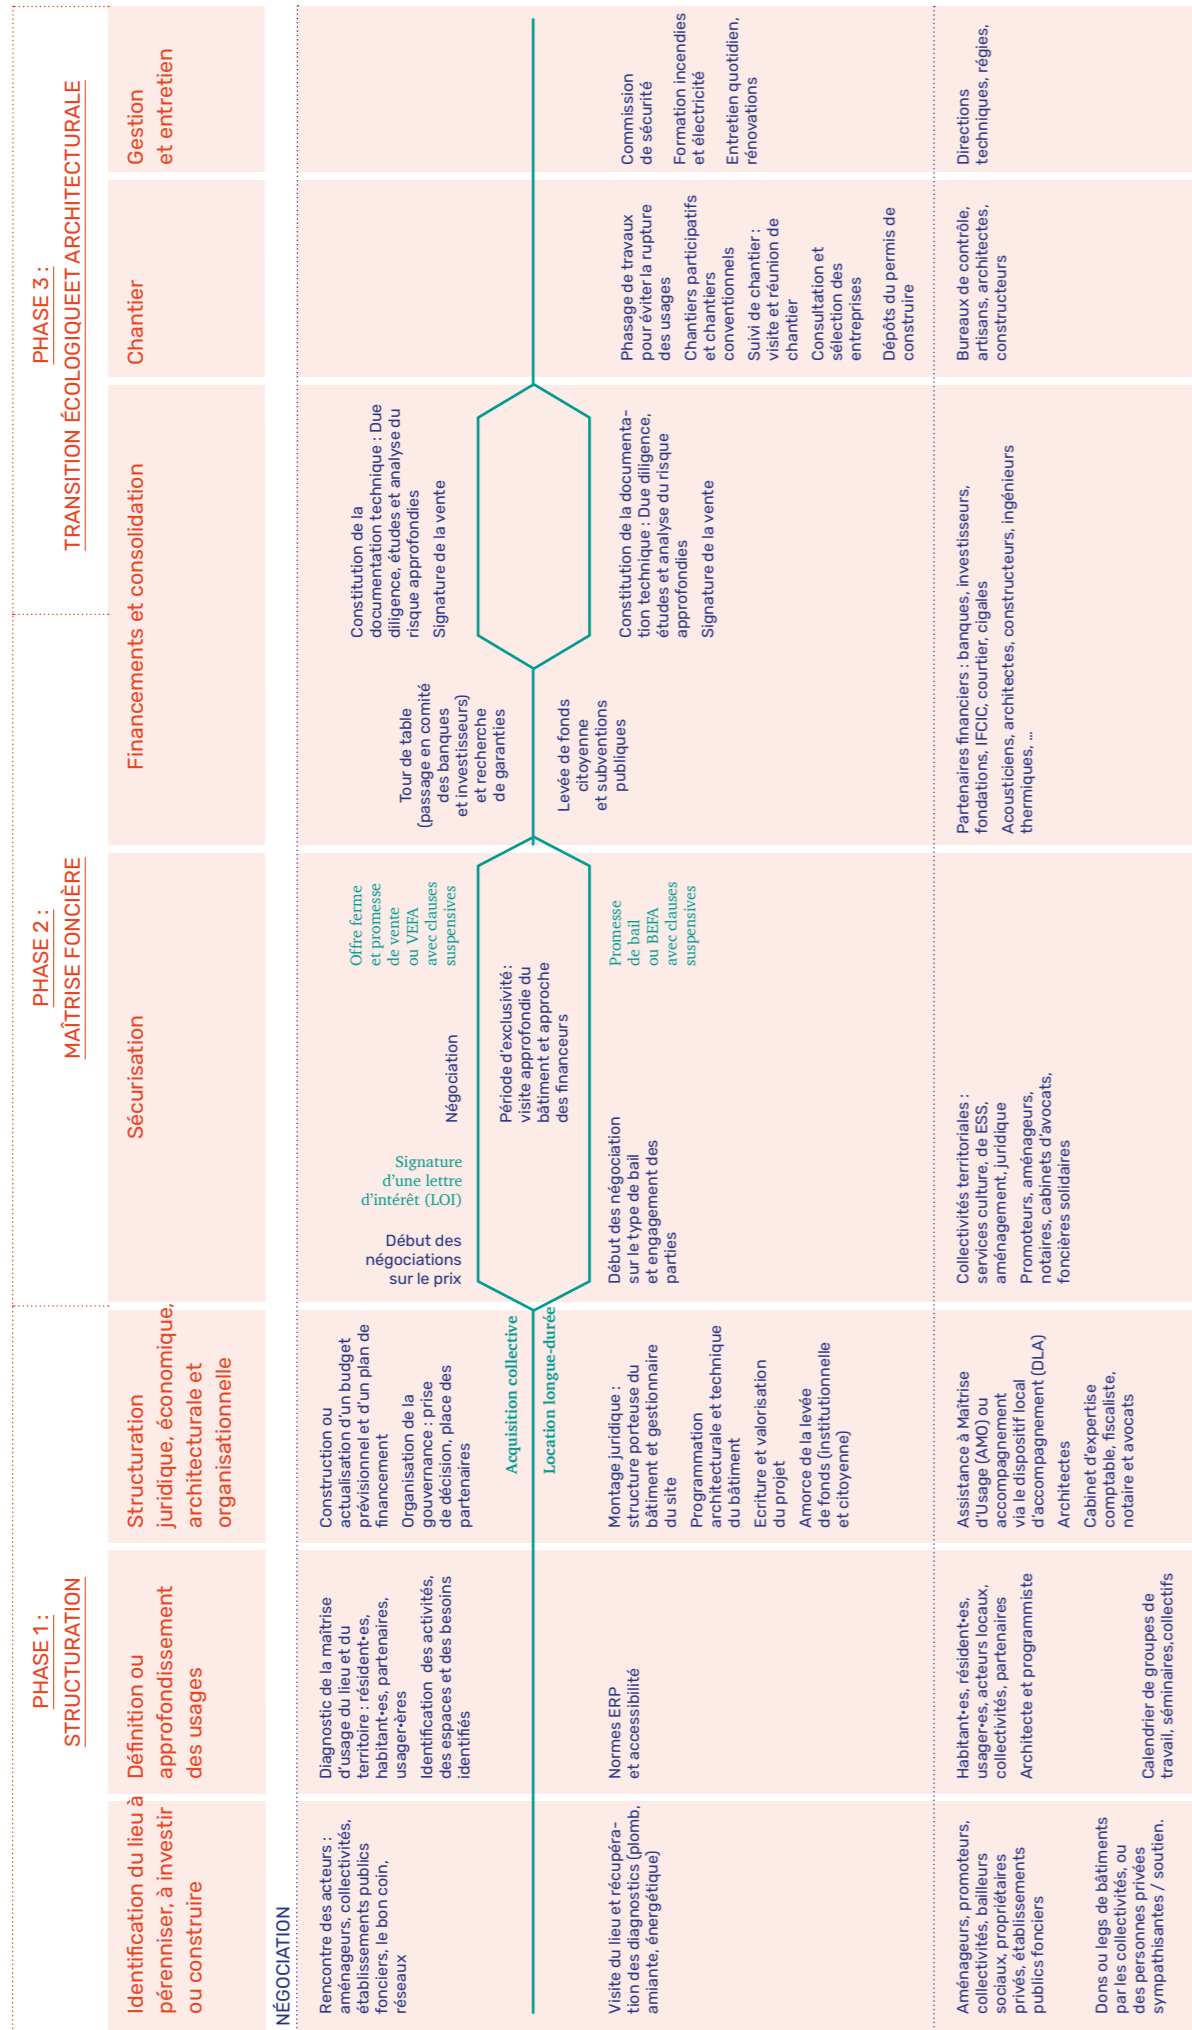 PHASE 1 :
STRUCTURATION
PHASE 2 :
MAÎTRISE FONCIÈRE
PHASE 3 :
TRANSITION ÉCOLOGIQUEET ARCHITECTURALE
Identification du lieu à
pérenniser, à investir
ou construire
Définition ou
approfondissement
des usages
Structuration
juridique, économique,
architecturale et
organisationnelle
Sécurisation
Financements et consolidation
Chantier
Gestion
et entretien
NÉGOCIATION
Rencontre des acteurs :
aménageurs, collectivités,
établissements publics
fonciers, le bon coin,
réseaux
Diagnostic de la maîtrise
d'usage du lieu et du
territoire : résident•es,
habitant•es, partenaires,
usager•ères
Identification des activités,
des espaces et des besoins
identifiés
Construction ou
actualisation d'un budget
prévisionnel et d'un plan de
financement
Organisation de la
gouvernance : prise
de décision, place des
partenaires
Acquisition collective
Location longue-durée
Début des
négociations
sur le prix
Signature
d'une lettre
d'intérêt (LOI)
Négociation
Offre ferme
et promesse
de vente
ou VEFA
avec clauses
suspensives
Période d'exclusivité :
visite approfondie du
bâtiment et approche
des financeurs
Tour de table
(passage en comité
des banques
et investisseurs)
et recherche
de garanties
Levée de fonds
citoyenne
et subventions
publiques
Constitution de la
documentation technique : Due
diligence, études et analyse du
risque approfondies
Signature de la vente
Visite du lieu et récupéra-
tion des diagnostics (plomb,
amiante, énergétique)
Normes ERP
et accessibilité
Montage juridique :
structure porteuse du
bâtiment et gestionnaire
du site
Programmation
architecturale et technique
du bâtiment
Ecriture et valorisation
du projet
Amorce de la levée
de fonds (institutionnelle
et citoyenne)
Début des négociation
sur le type de bail
et engagement des
parties
Promesse
de bail
ou BEFA
avec clauses
suspensives
Constitution de la documenta-
tion technique : Due diligence,
études et analyse du risque
approfondies
Signature de la vente
Phasage de travaux
pour éviter la rupture
des usages
Chantiers participatifs
et chantiers
conventionnels
Suivi de chantier :
visite et réunion de
chantier
Consultation et
sélection des
entreprises
Dépôts du permis de
construire
Commission
de sécurité
Formation incendies
et électricité
Entretien quotidien,
rénovations
Aménageurs, promoteurs,
collectivités, bailleurs
sociaux, propriétaires
privés, établissements
publics fonciers
Dons ou legs de bâtiments
par les collectivités, ou
des personnes privées
sympathisantes / soutien.
Habitant•es, résident•es,
usager•es, acteurs locaux,
collectivités, partenaires
Architecte et programmiste
Calendrier de groupes de
travail, séminaires,collectifs
Assistance à Maîtrise
d'Usage (AMO) ou
accompagnement
via le dispositif local
d'accompagnement (DLA)
Architectes
Cabinet d'expertise
comptable, fiscaliste,
notaire et avocats
Collectivités territoriales :
services culture, de ESS,
aménagement, juridique
Promoteurs, aménageurs,
notaires, cabinets d'avocats,
foncières solidaires
Partenaires financiers : banques, investisseurs,
fondations, IFCIC, courtier, cigales
Acousticiens, architectes, constructeurs, ingénieurs
thermiques, ...
Bureaux de contrôle,
artisans, architectes,
constructeurs
Directions
techniques, régies,